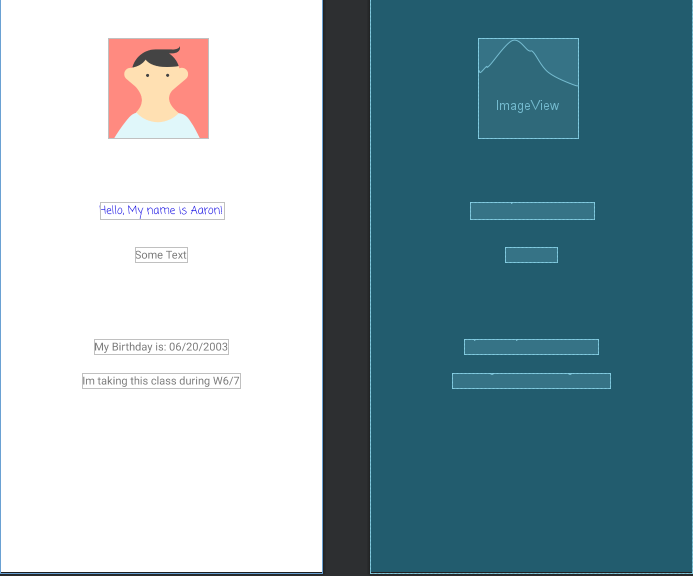 Hello, My name is Aaron!
ImageView
Some Text
My Birthday is: 06/20/2003
Im taking this class during W6/7